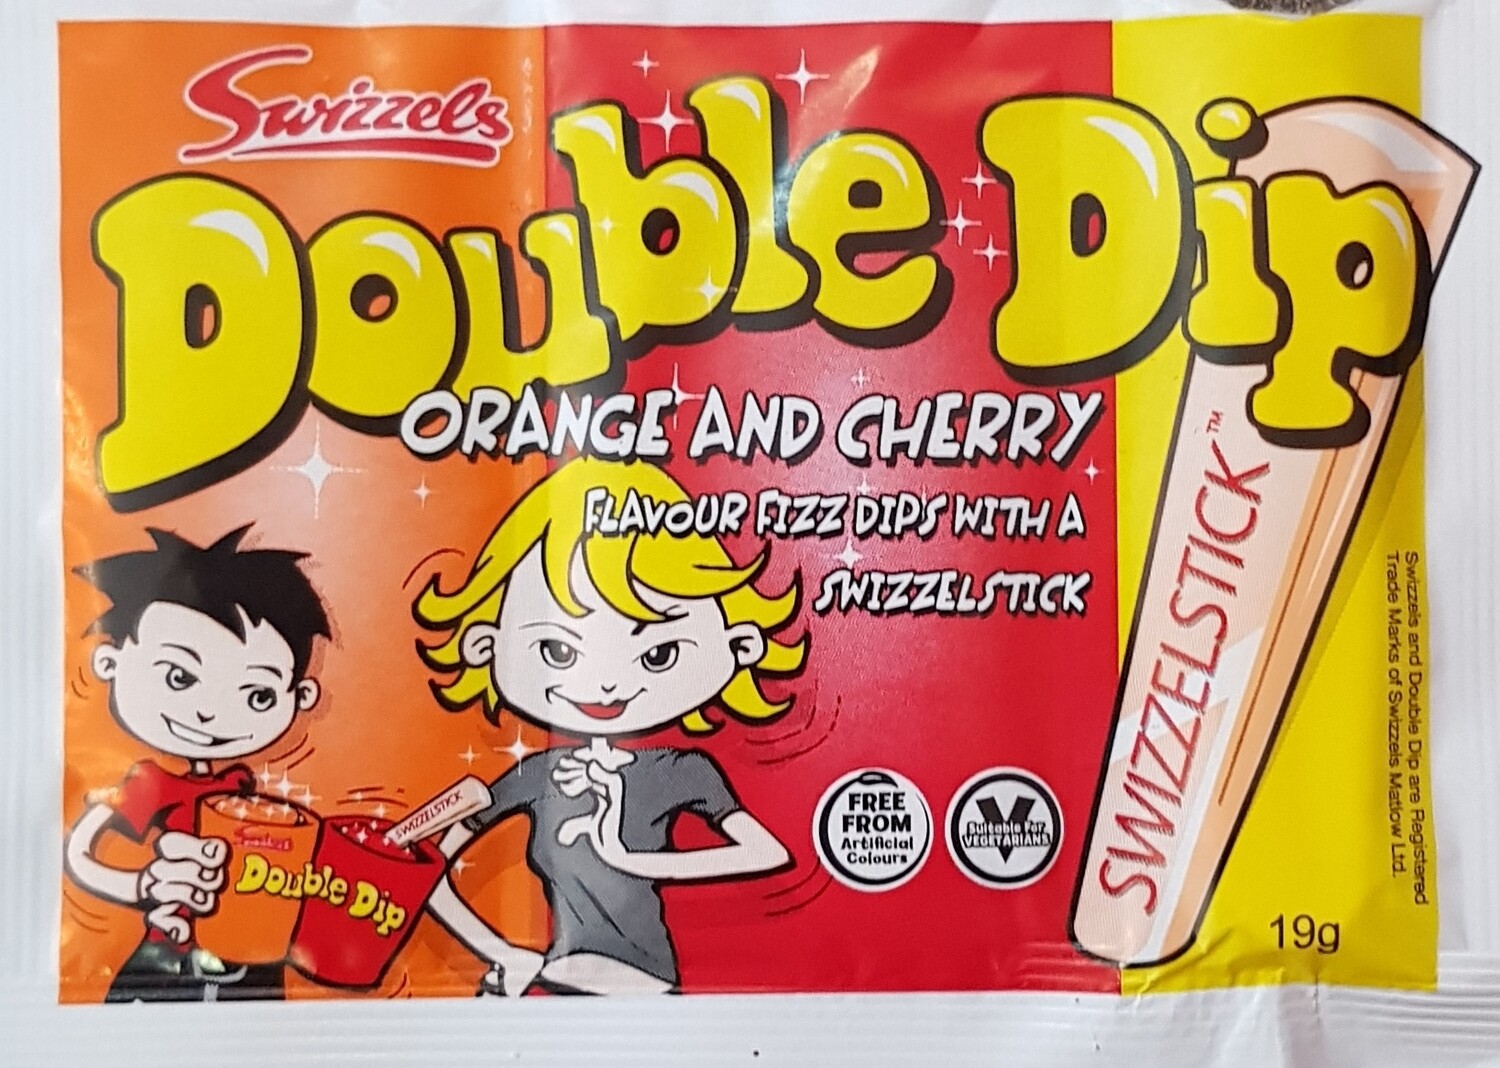 Swizzels
Double Dip
ORANGE AND CHERRY
FLAVOUR FIZZ DIPS WITH A
SWIZZELSTICK
SWIZZELSTICK™
Swizzels and Double Dip are Registered
Trade Marks of Swizzels Matlow Ltd.
SWIZZELSTICK
Swizzels
Double Dip
FREE
FROM
Artificial
Colours
V
Suitable For
VEGETARIANS
19g